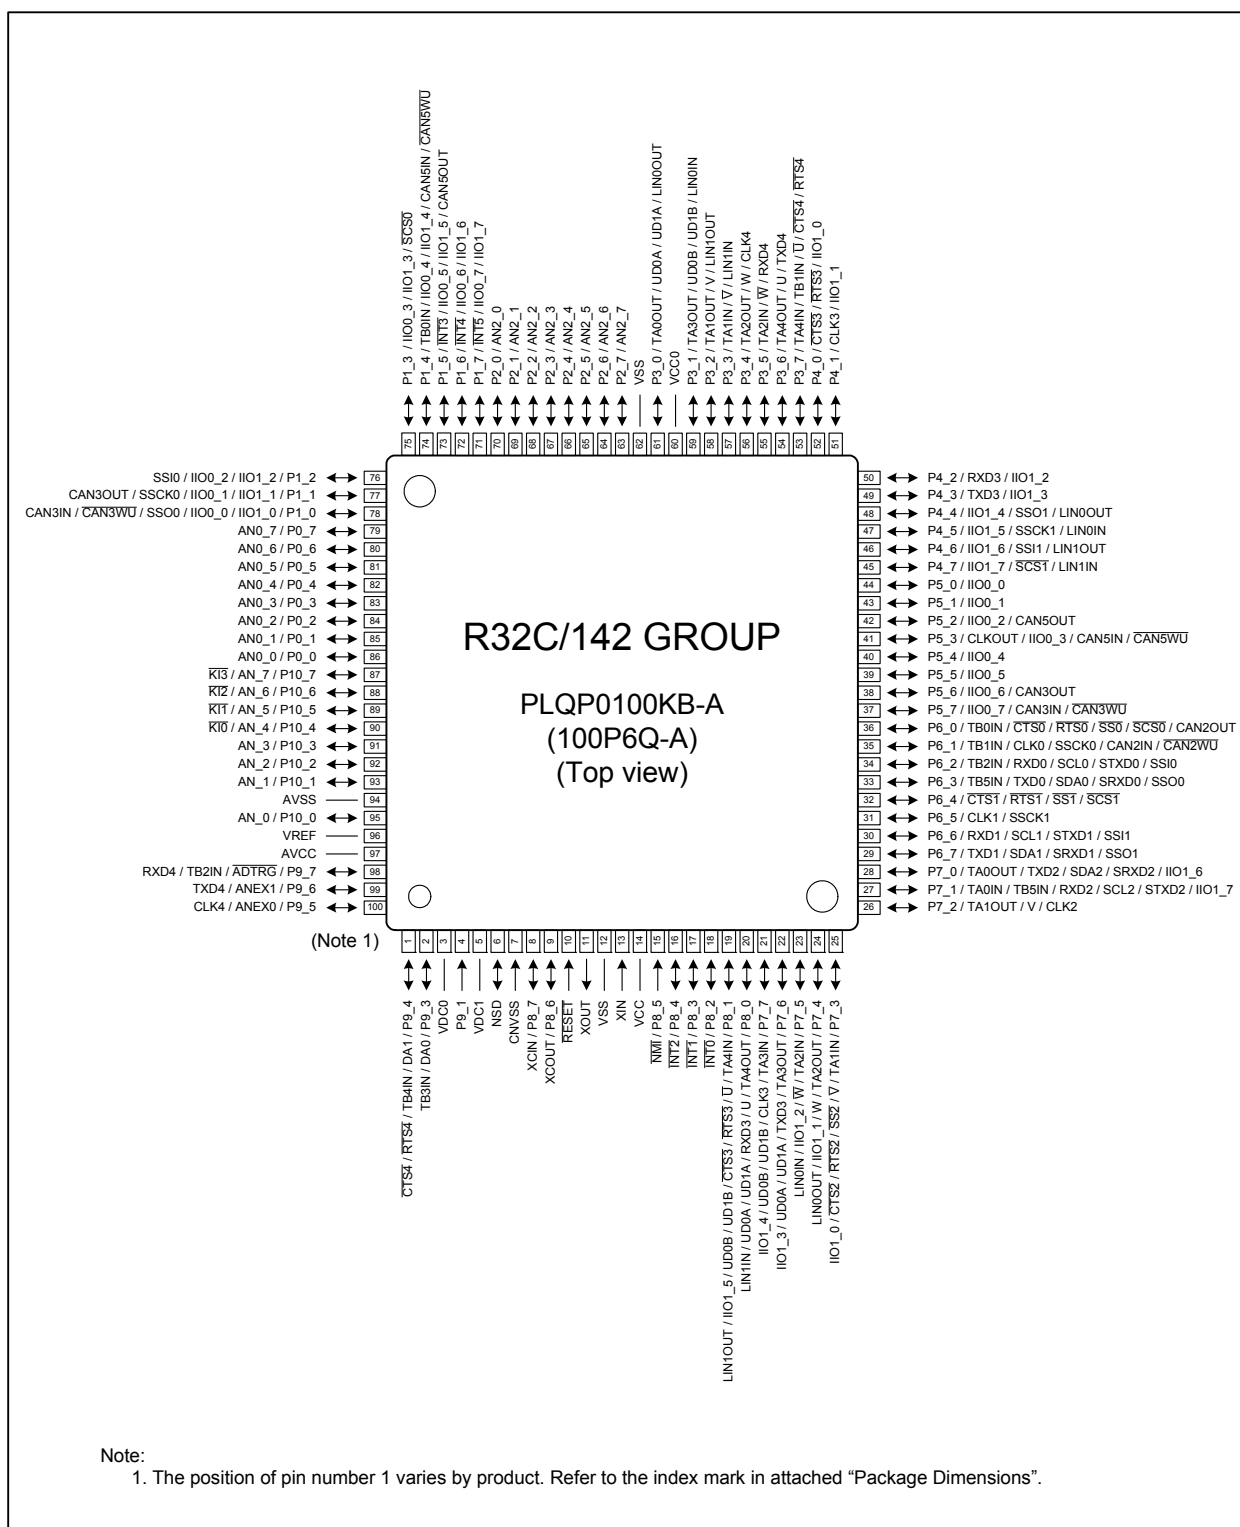 P1_3 / IIO0_3 / IIO1_3 / SCS0
P1_4 / TB0IN / IIO0_4 / IIO1_4 / CAN5IN / CAN5WU
P1_5 / INT3 / IIO0_5 / IIO1_5 / CAN5OUT
P1_6 / INT4 / IIO0_6 / IIO1_6
P1_7 / INT5 / IIO0_7 / IIO1_7
P2_0 / AN2_0
P2_1 / AN2_1
P2_2 / AN2_2
P2_3 / AN2_3
P2_4 / AN2_4
P2_5 / AN2_5
P2_6 / AN2_6
P2_7 / AN2_7
VSS
P3_0 / TA0OUT / UD0A / UD1A / LIN0OUT
VCC0
P3_1 / TA3OUT / UD0B / UD1B / LIN0IN
P3_2 / TA1OUT / V / LIN1OUT
P3_3 / TA1IN / V / LIN1IN
P3_4 / TA2OUT / W / CLK4
P3_5 / TA2IN / W / RXD4
P3_6 / TA4OUT / U / TXD4
P3_7 / TA4IN / TB1IN / U / CTS4 / RTS4
P4_0 / CTS3 / RTS3 / IIO1_0
P4_1 / CLK3 / IIO1_1
75 74 73 72 71 70 69 68 67 66 65 64 63 62 61 60 59 58 57 56 55 54 53 52 51
SSI0 / IIO0_2 / IIO1_2 / P1_2 76
CAN3OUT / SSCK0 / IIO0_1 / IIO1_1 / P1_1 77
CAN3IN / CAN3WU / SSO0 / IIO0_0 / IIO1_0 / P1_0 78
AN0_7 / P0_7 79
AN0_6 / P0_6 80
AN0_5 / P0_5 81
AN0_4 / P0_4 82
AN0_3 / P0_3 83
AN0_2 / P0_2 84
AN0_1 / P0_1 85
AN0_0 / P0_0 86
KI3 / AN_7 / P10_7 87
KI2 / AN_6 / P10_6 88
KI1 / AN_5 / P10_5 89
KI0 / AN_4 / P10_4 90
AN_3 / P10_3 91
AN_2 / P10_2 92
AN_1 / P10_1 93
AVSS 94
AN_0 / P10_0 95
VREF 96
AVCC 97
RXD4 / TB2IN / ADTRG / P9_7 98
TXD4 / ANEX1 / P9_6 99
CLK4 / ANEX0 / P9_5 100
(Note 1)
R32C/142 GROUP
PLQP0100KB-A
(100P6Q-A)
(Top view)
50 P4_2 / RXD3 / IIO1_2
49 P4_3 / TXD3 / IIO1_3
48 P4_4 / IIO1_4 / SSO1 / LIN0OUT
47 P4_5 / IIO1_5 / SSCK1 / LIN0IN
46 P4_6 / IIO1_6 / SSI1 / LIN1OUT
45 P4_7 / IIO1_7 / SCS1 / LIN1IN
44 P5_0 / IIO0_0
43 P5_1 / IIO0_1
42 P5_2 / IIO0_2 / CAN5OUT
41 P5_3 / CLKOUT / IIO0_3 / CAN5IN / CAN5WU
40 P5_4 / IIO0_4
39 P5_5 / IIO0_5
38 P5_6 / IIO0_6 / CAN3OUT
37 P5_7 / IIO0_7 / CAN3IN / CAN3WU
36 P6_0 / TB0IN / CTS0 / RTS0 / SS0 / SCS0 / CAN2OUT
35 P6_1 / TB1IN / CLK0 / SSCK0 / CAN2IN / CAN2WU
34 P6_2 / TB2IN / RXD0 / SCL0 / STXD0 / SSI0
33 P6_3 / TB5IN / TXD0 / SDA0 / SRXD0 / SSO0
32 P6_4 / CTS1 / RTS1 / SS1 / SCS1
31 P6_5 / CLK1 / SSCK1
30 P6_6 / RXD1 / SCL1 / STXD1 / SSI1
29 P6_7 / TXD1 / SDA1 / SRXD1 / SSO1
28 P7_0 / TA0OUT / TXD2 / SDA2 / SRXD2 / IIO1_6
27 P7_1 / TA0IN / TB5IN / RXD2 / SCL2 / STXD2 / IIO1_7
26 P7_2 / TA1OUT / V / CLK2
1 2 3 4 5 6 7 8 9 10 11 12 13 14 15 16 17 18 19 20 21 22 23 24 25
CTS4 / RTS4 / TB4IN / DA1 / P9_4
TB3IN / DA0 / P9_3
VDC0
P9_1
VDC1
NSD
CNVSS
XCIN / P8_7
XCOUT / P8_6
RESET
XOUT
VSS
XIN
VCC
NMI / P8_5
INT2 / P8_4
INT1 / P8_3
INT0 / P8_2
LIN1OUT / IIO1_5 / UD0B / UD1B / CTS3 / RTS3 / U / TA4IN / P8_1
LIN1IN / UD0A / UD1A / RXD3 / U / TA4OUT / P8_0
IIO1_4 / UD0B / UD1B / CLK3 / TA3IN / P7_7
IIO1_3 / UD0A / UD1A / TXD3 / TA3OUT / P7_6
LIN0IN / IIO1_2 / W / TA2IN / P7_5
LIN0OUT / IIO1_1 / W / TA2OUT / P7_4
IIO1_0 / CTS2 / RTS2 / SS2 / V / TA1IN / P7_3
Note:
1. The position of pin number 1 varies by product. Refer to the index mark in attached “Package Dimensions”.